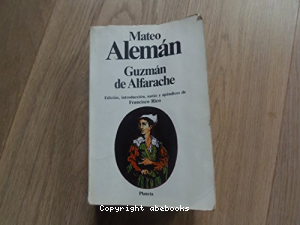 Mateo
Alemán
Guzmán
de Alfarache
Edición, introducción, notas y apéndices de
Francisco Rico
Planeta
Copyright abebooks